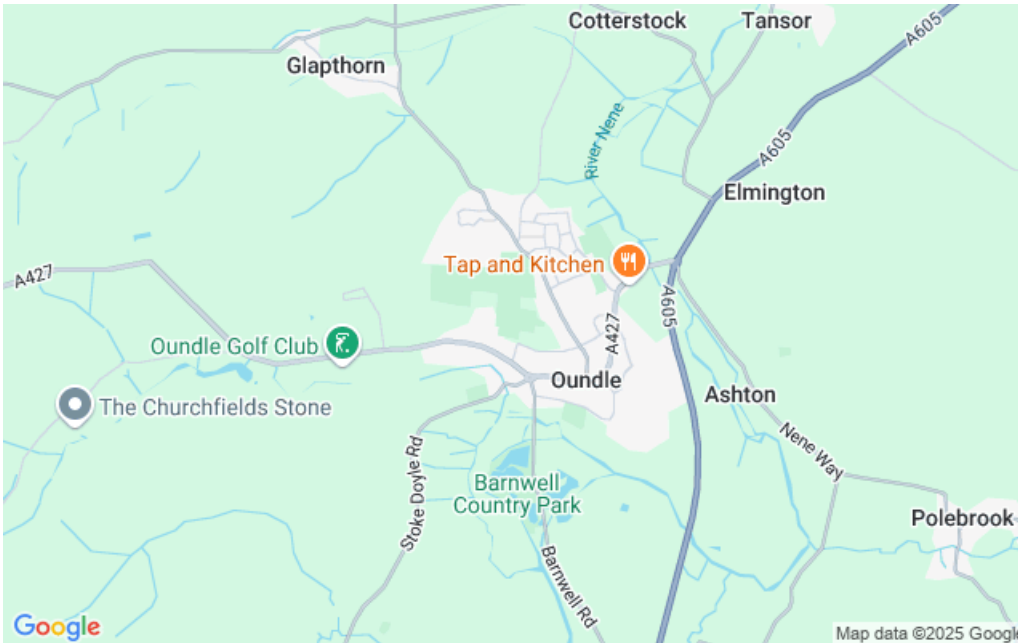 Cotterstock
Tansor
A605
Glapthorn
River Nene
A605
Elmington
Tap and Kitchen
A427
A605
A427
Oundle Golf Club
Oundle
Ashton
The Churchfields Stone
Nene Way
Stoke Doyle Rd
Barnwell
Country Park
Polebrook
Barnwell Rd
Google
Map data ©2025 Google